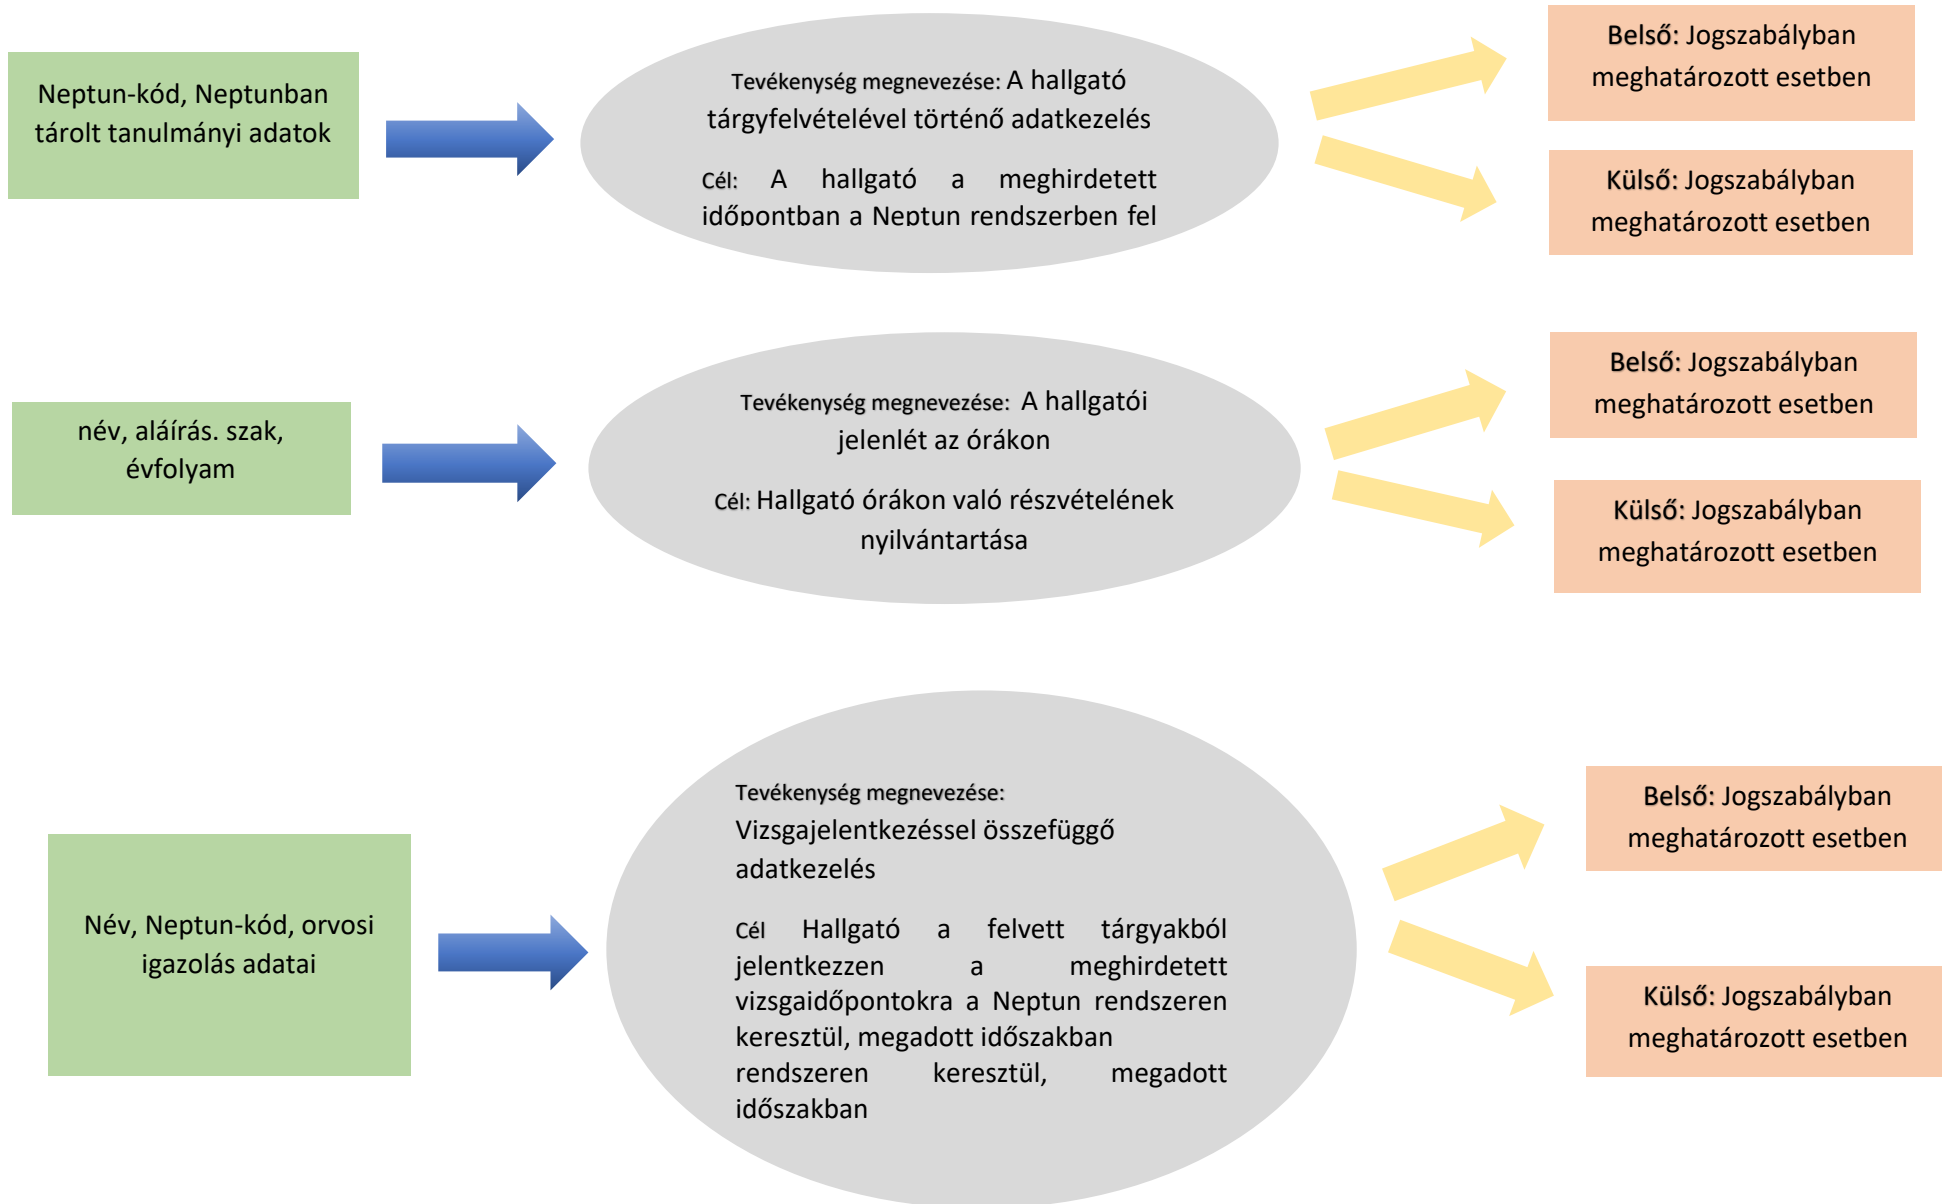 Neptun-kód, Neptunban
tárolt tanulmányi adatok
Tevékenység megnevezése: A hallgató
tárgyfelvételével történő adatkezelés
Cél: A hallgató a meghirdetett
időpontban a Neptun rendszerben fel
Belső: Jogszabályban
meghatározott esetben
Külső: Jogszabályban
meghatározott esetben
név, aláírás. szak,
évfolyam
Tevékenység megnevezése: A hallgatói
jelenlét az órákon
Cél: Hallgató órákon való részvételének
nyilvántartása
Belső: Jogszabályban
meghatározott esetben
Külső: Jogszabályban
meghatározott esetben
Név, Neptun-kód, orvosi
igazolás adatai
Tevékenység megnevezése:
Vizsgajelentkezéssel összefüggő
adatkezelés
Cél Hallgató a felvett tárgyakból
jelentkezzen a meghirdetett
vizsgaidőpontokra a Neptun rendszeren
keresztül, megadott időszakban
rendszeren keresztül, megadott
időszakban
Belső: Jogszabályban
meghatározott esetben
Külső: Jogszabályban
meghatározott esetben